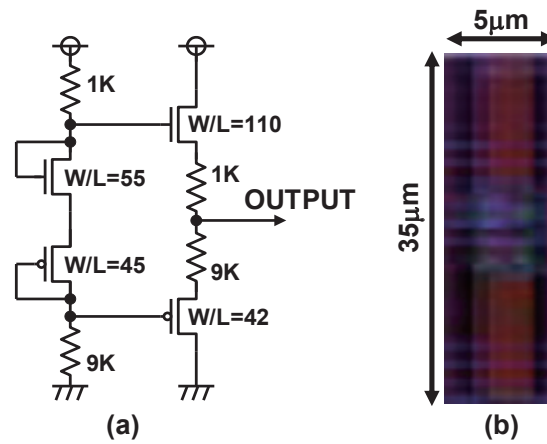 1K
W/L=110
W/L=55
1K
OUTPUT
W/L=45
9K
W/L=42
9K
(a)
5μm
35μm
(b)